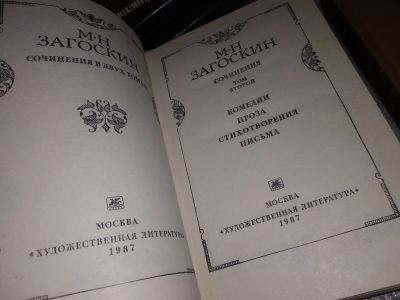 М·Н
ЗАГОСКИН
СОЧИНЕНИЯ В ДВУХ ТОМАХ
МОСКВА
«ХУДОЖЕСТВЕННАЯ ЛИТЕРАТУРА»
1987
М·Н
ЗАГОСКИН
СОЧИНЕНИЯ
ТОМ
ВТОРОЙ
КОМЕДИИ
ПРОЗА
СТИХОТВОРЕНИЯ
ПИСЬМА
МОСКВА
«ХУДОЖЕСТВЕННАЯ ЛИТЕРАТУРА»
1987